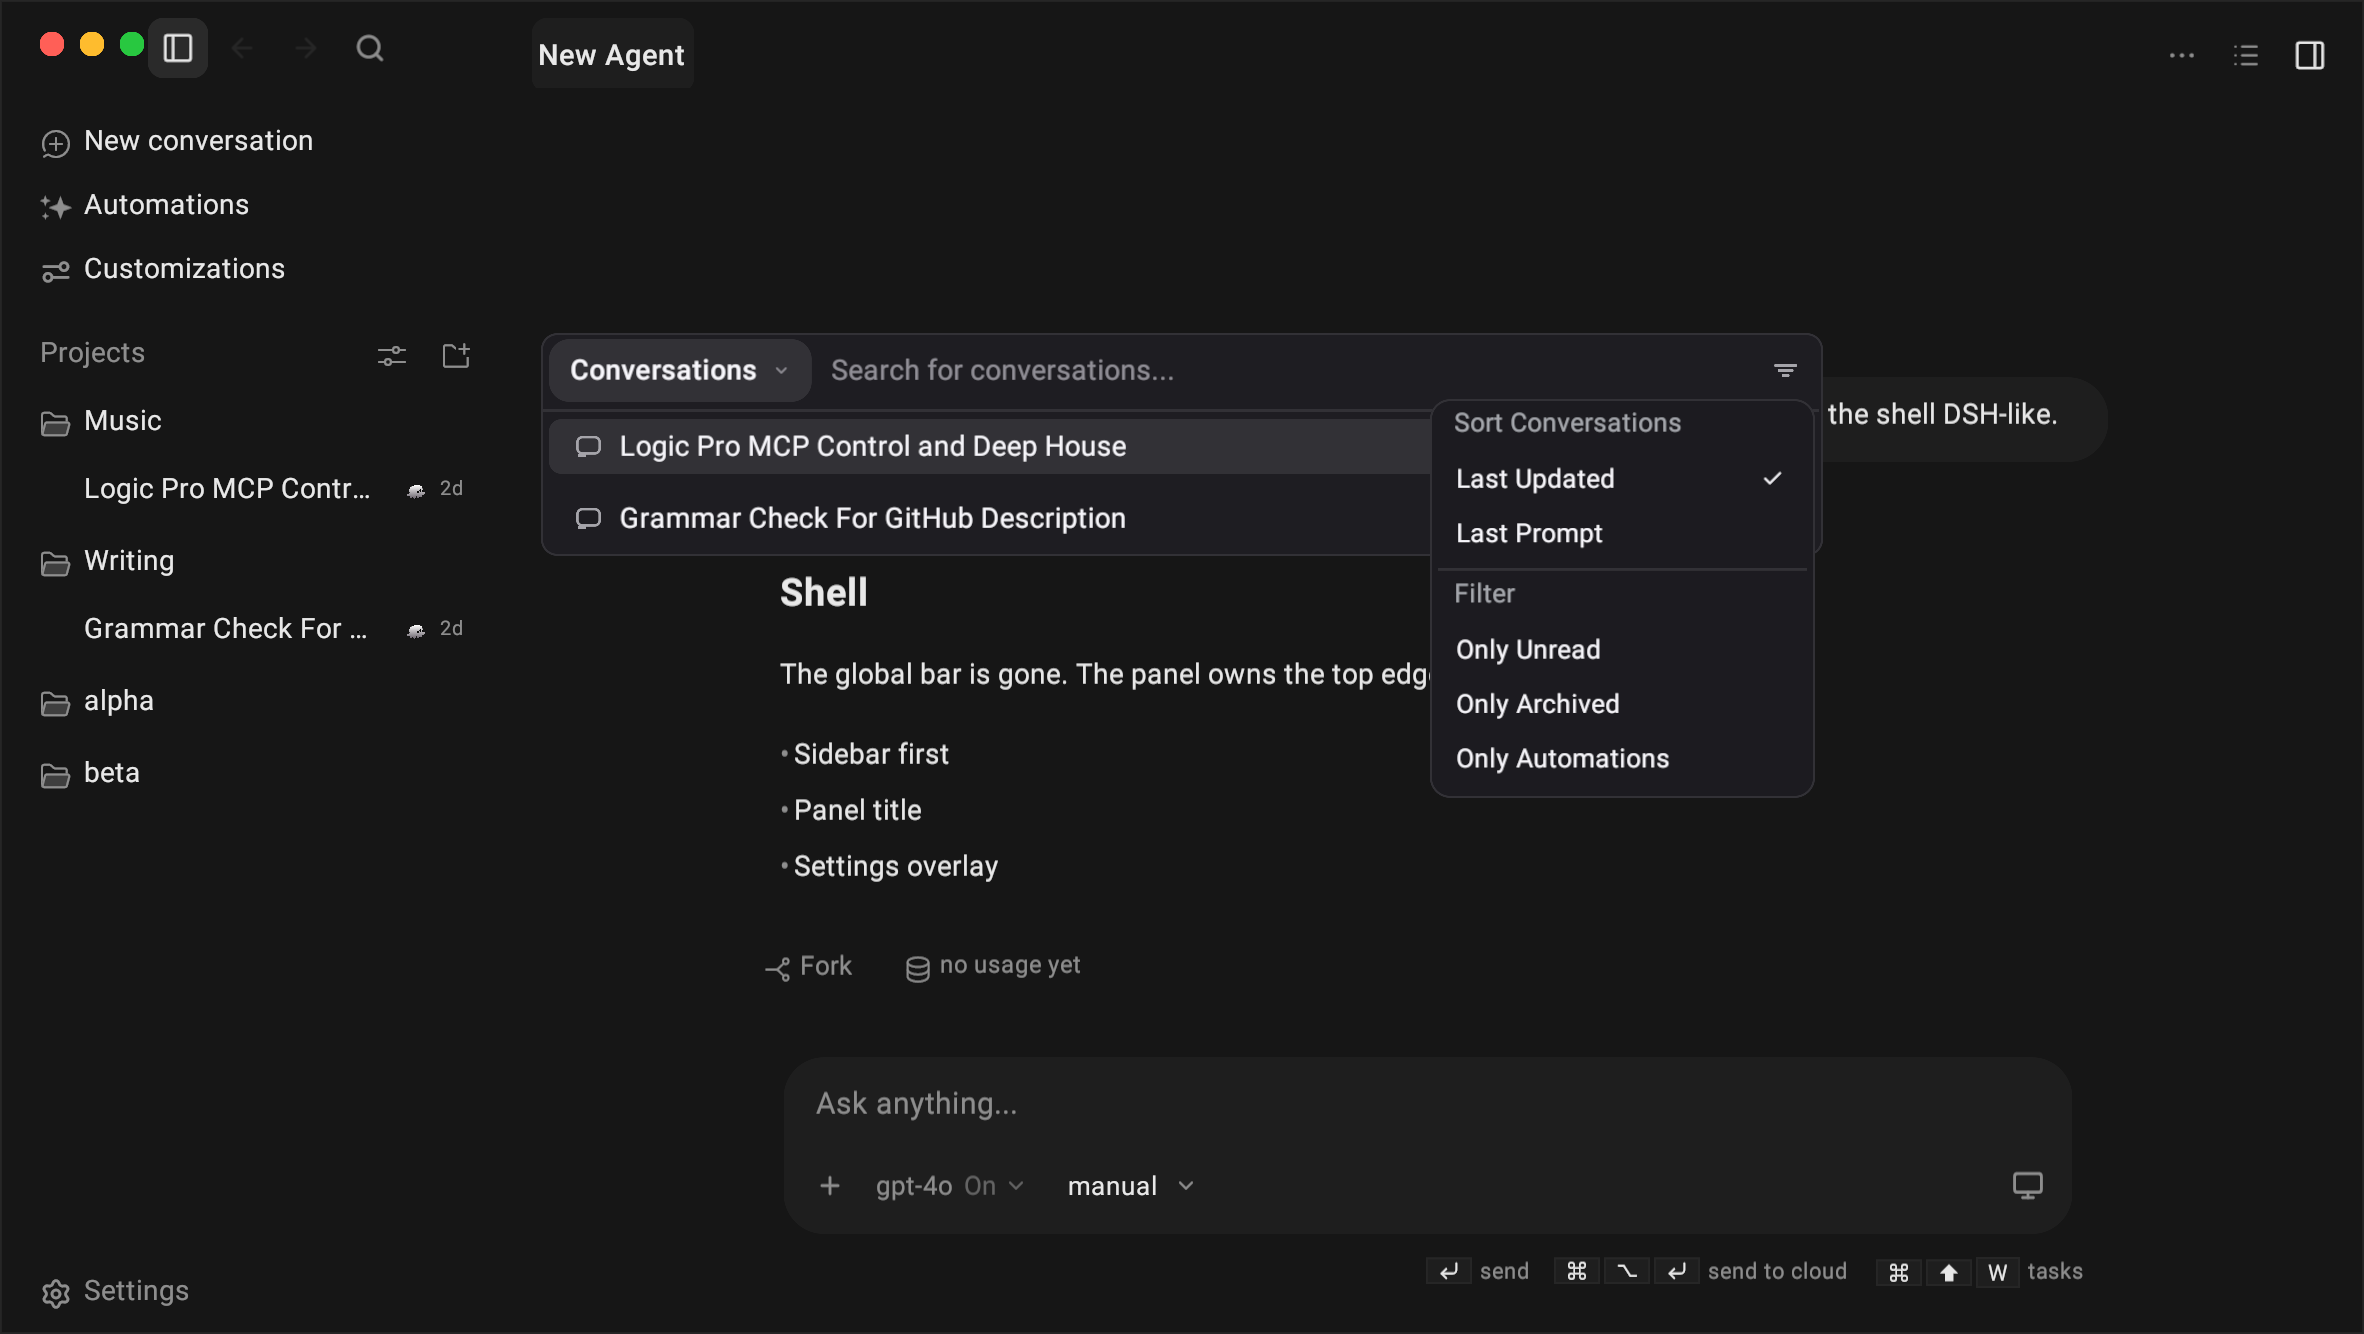 New Agent
New conversation
Automations
Customizations
Projects
Music
Logic Pro MCP Contr... 2d
Writing
Grammar Check For ... 2d
alpha
beta
Settings
Conversations Search for conversations...
Logic Pro MCP Control and Deep House
Grammar Check For GitHub Description
Sort Conversations
Last Updated
Last Prompt
Filter
Only Unread
Only Archived
Only Automations
the shell DSH-like.
Shell
The global bar is gone. The panel owns the top edg
• Sidebar first
• Panel title
• Settings overlay
Fork no usage yet
Ask anything...
+ gpt-4o On manual
↵ send ⌘ ⌥ ↵ send to cloud ⌘ ⬆ W tasks